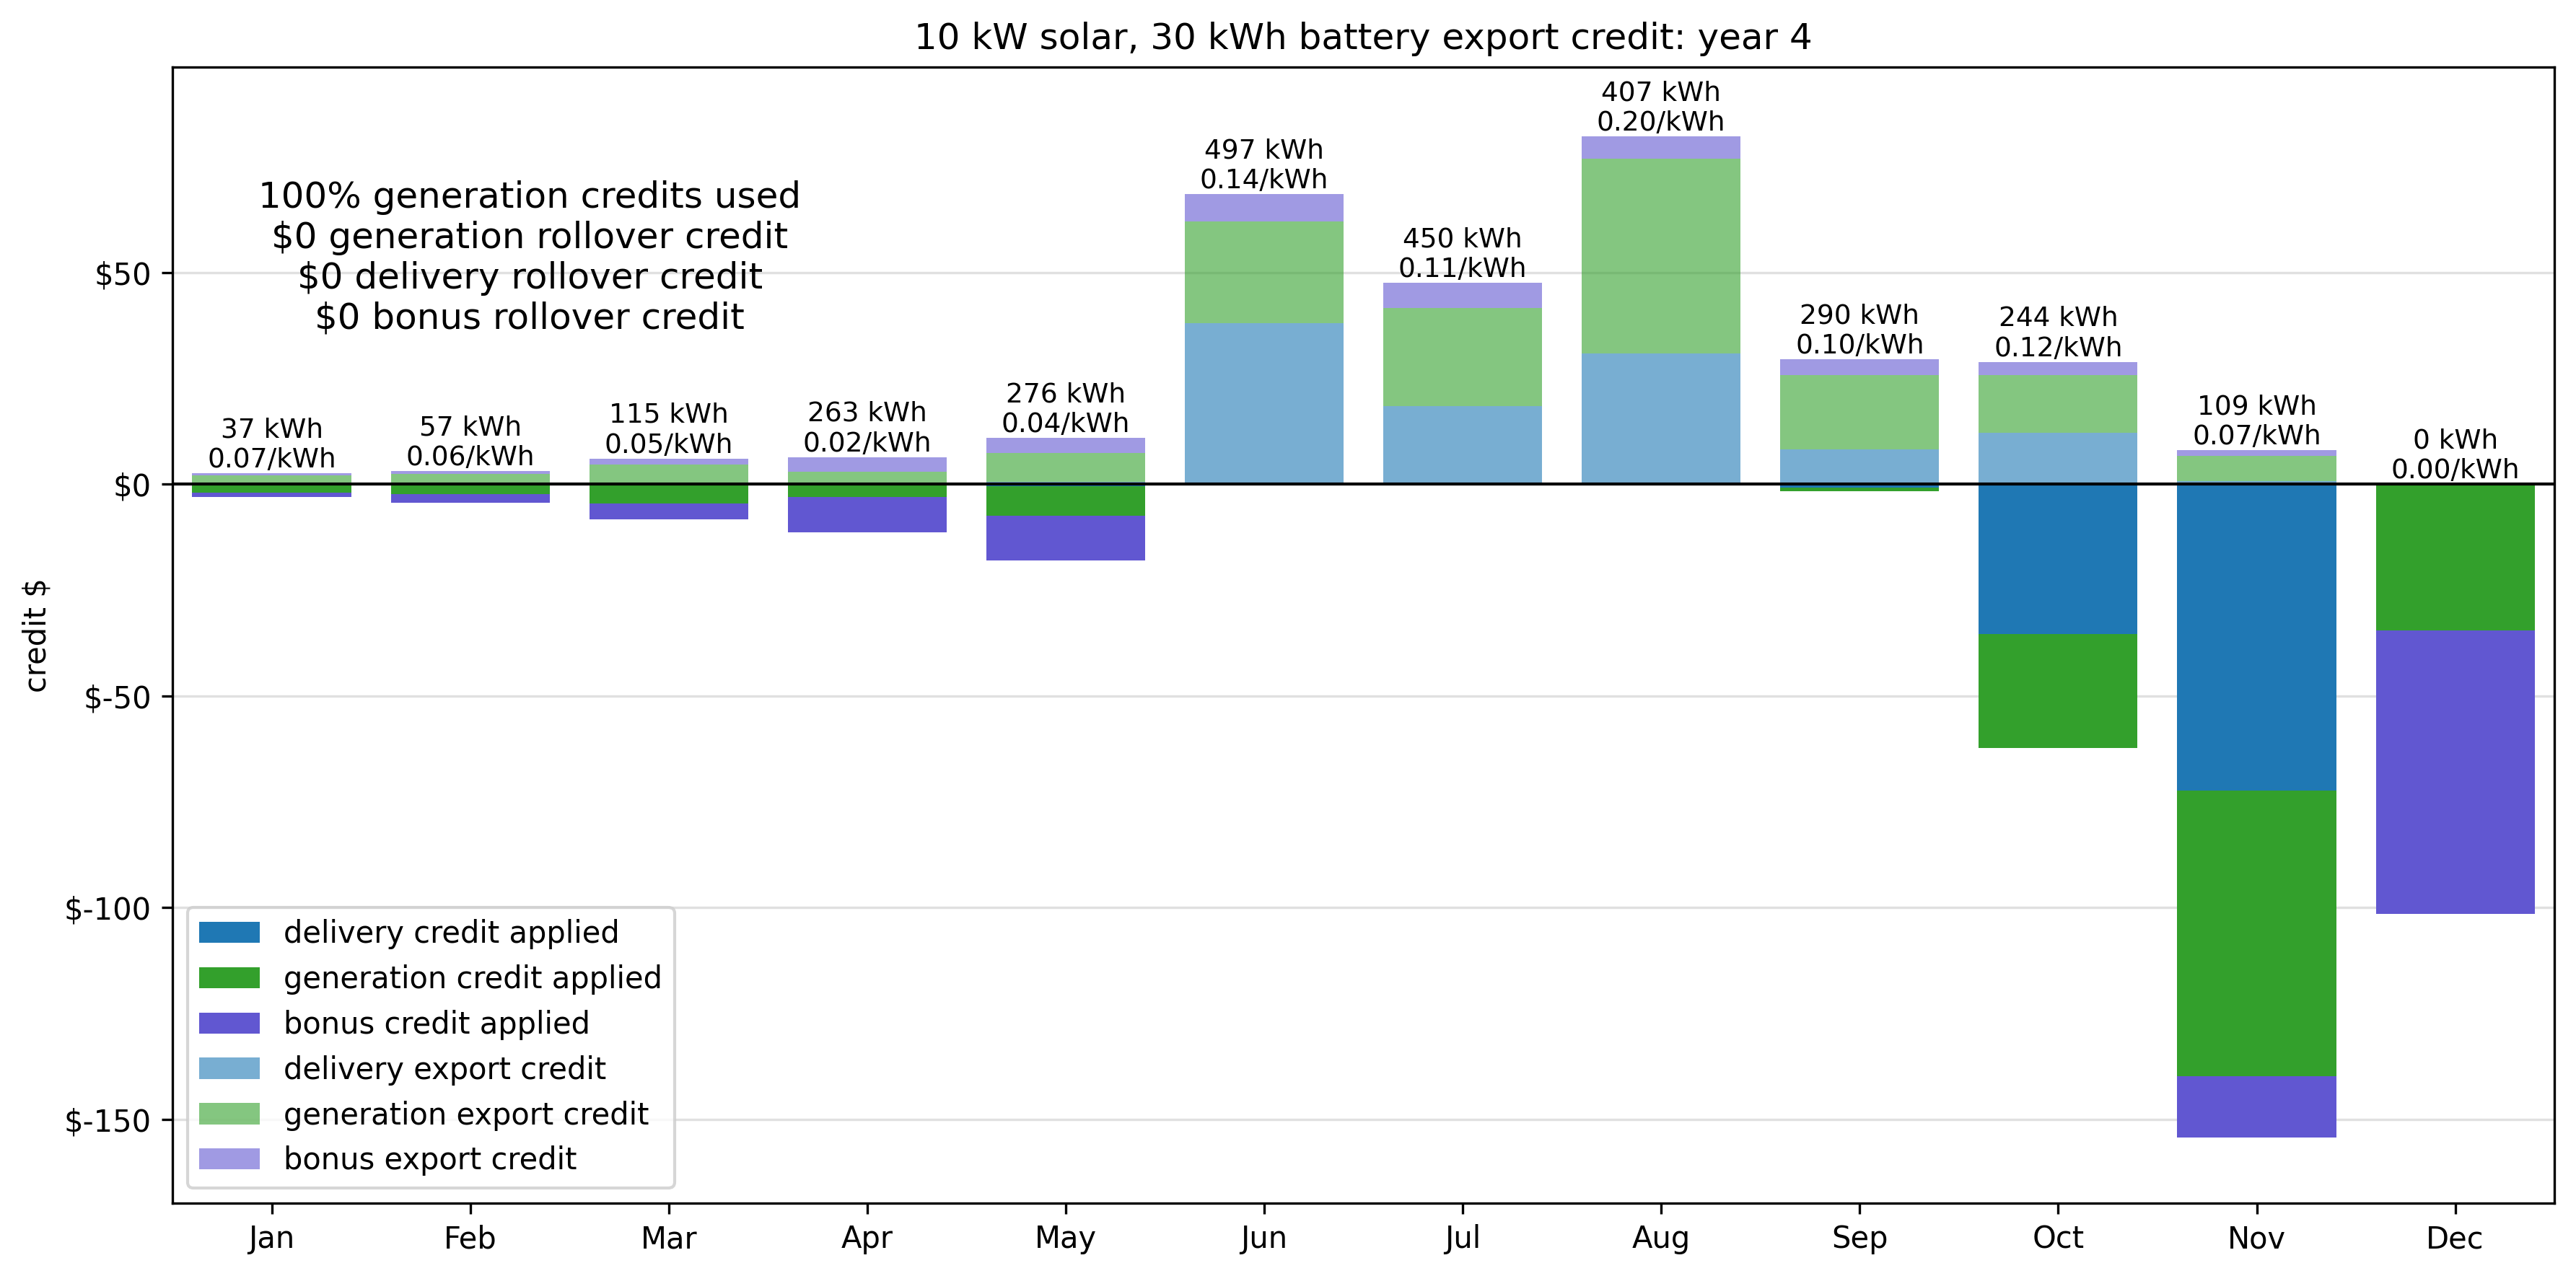 10 kW solar, 30 kWh battery export credit: year 4
100% generation credits used
$0 generation rollover credit
$0 delivery rollover credit
$0 bonus rollover credit
37 kWh
0.07/kWh
57 kWh
0.06/kWh
115 kWh
0.05/kWh
263 kWh
0.02/kWh
276 kWh
0.04/kWh
497 kWh
0.14/kWh
450 kWh
0.11/kWh
407 kWh
0.20/kWh
290 kWh
0.10/kWh
244 kWh
0.12/kWh
109 kWh
0.07/kWh
0 kWh
0.00/kWh
credit $
$50
$0
$-50
$-100
$-150
delivery credit applied
generation credit applied
bonus credit applied
delivery export credit
generation export credit
bonus export credit
Jan Feb Mar Apr May Jun Jul Aug Sep Oct Nov Dec